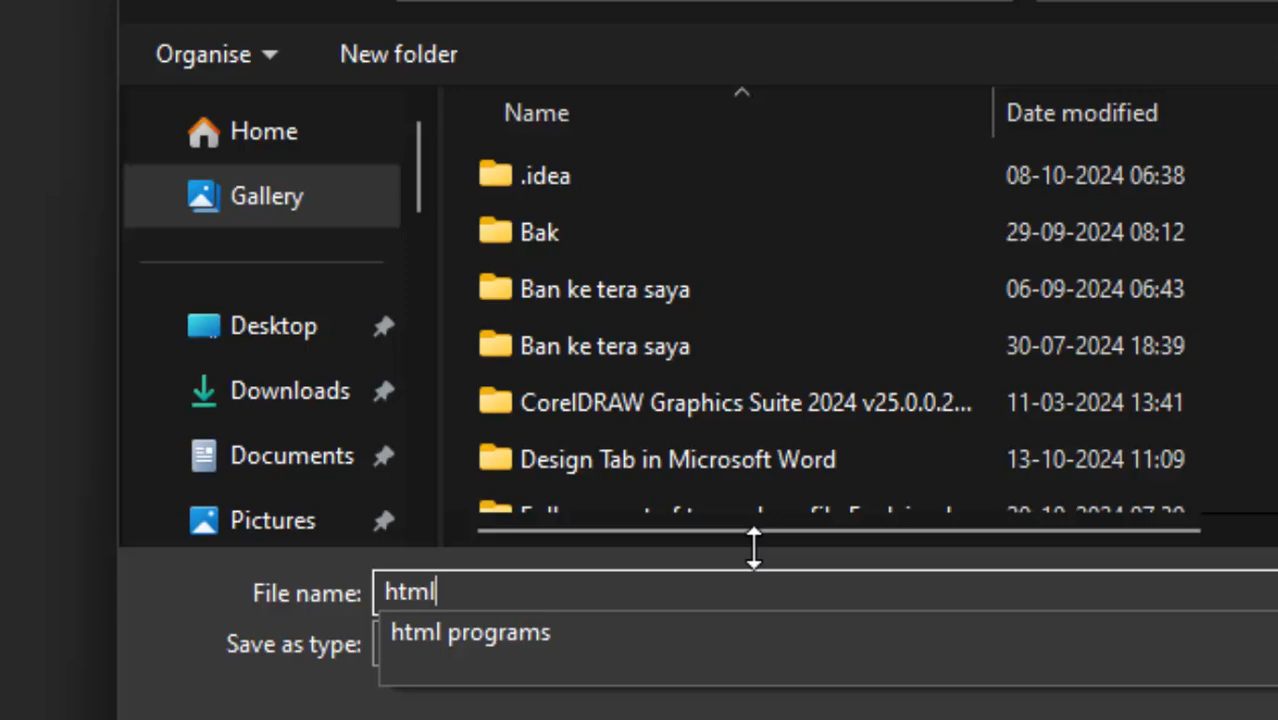 Organise New folder
Name Date modified
Home
Gallery
Desktop
Downloads
Documents
Pictures
.idea 08-10-2024 06:38
Bak 29-09-2024 08:12
Ban ke tera saya 06-09-2024 06:43
Ban ke tera saya 30-07-2024 18:39
CorelDRAW Graphics Suite 2024 v25.0.0.2... 11-03-2024 13:41
Design Tab in Microsoft Word 13-10-2024 11:09
File name: html
html programs
Save as type: